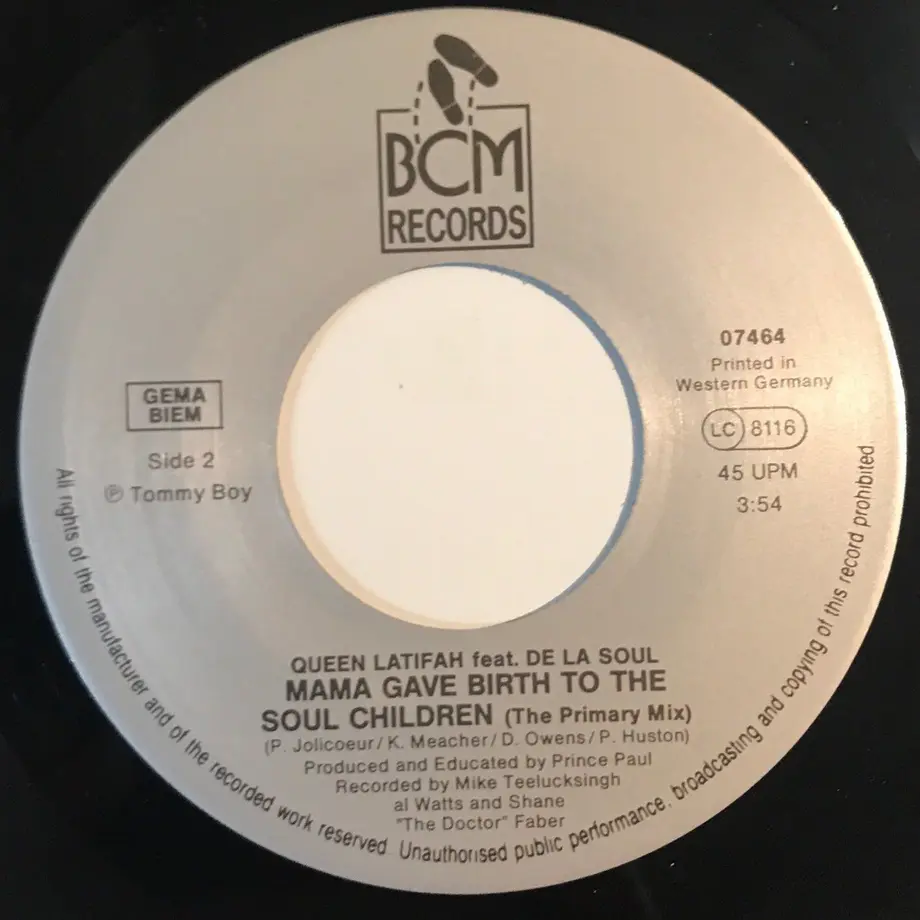 BCM
RECORDS
GEMA
BIEM
Side 2
℗ Tommy Boy
07464
Printed in
Western Germany
LC 8116
45 UPM
3:54
QUEEN LATIFAH feat. DE LA SOUL
MAMA GAVE BIRTH TO THE
SOUL CHILDREN (The Primary Mix)
(P. Jolicoeur/K. Meacher/D. Owens/P. Huston)
Produced and Educated by Prince Paul
Recorded by Mike Teelucksingh
al Watts and Shane
"The Doctor" Faber
All rights of the manufacturer and of the recorded work reserved. Unauthorised public performance, broadcasting and copying of this record prohibited